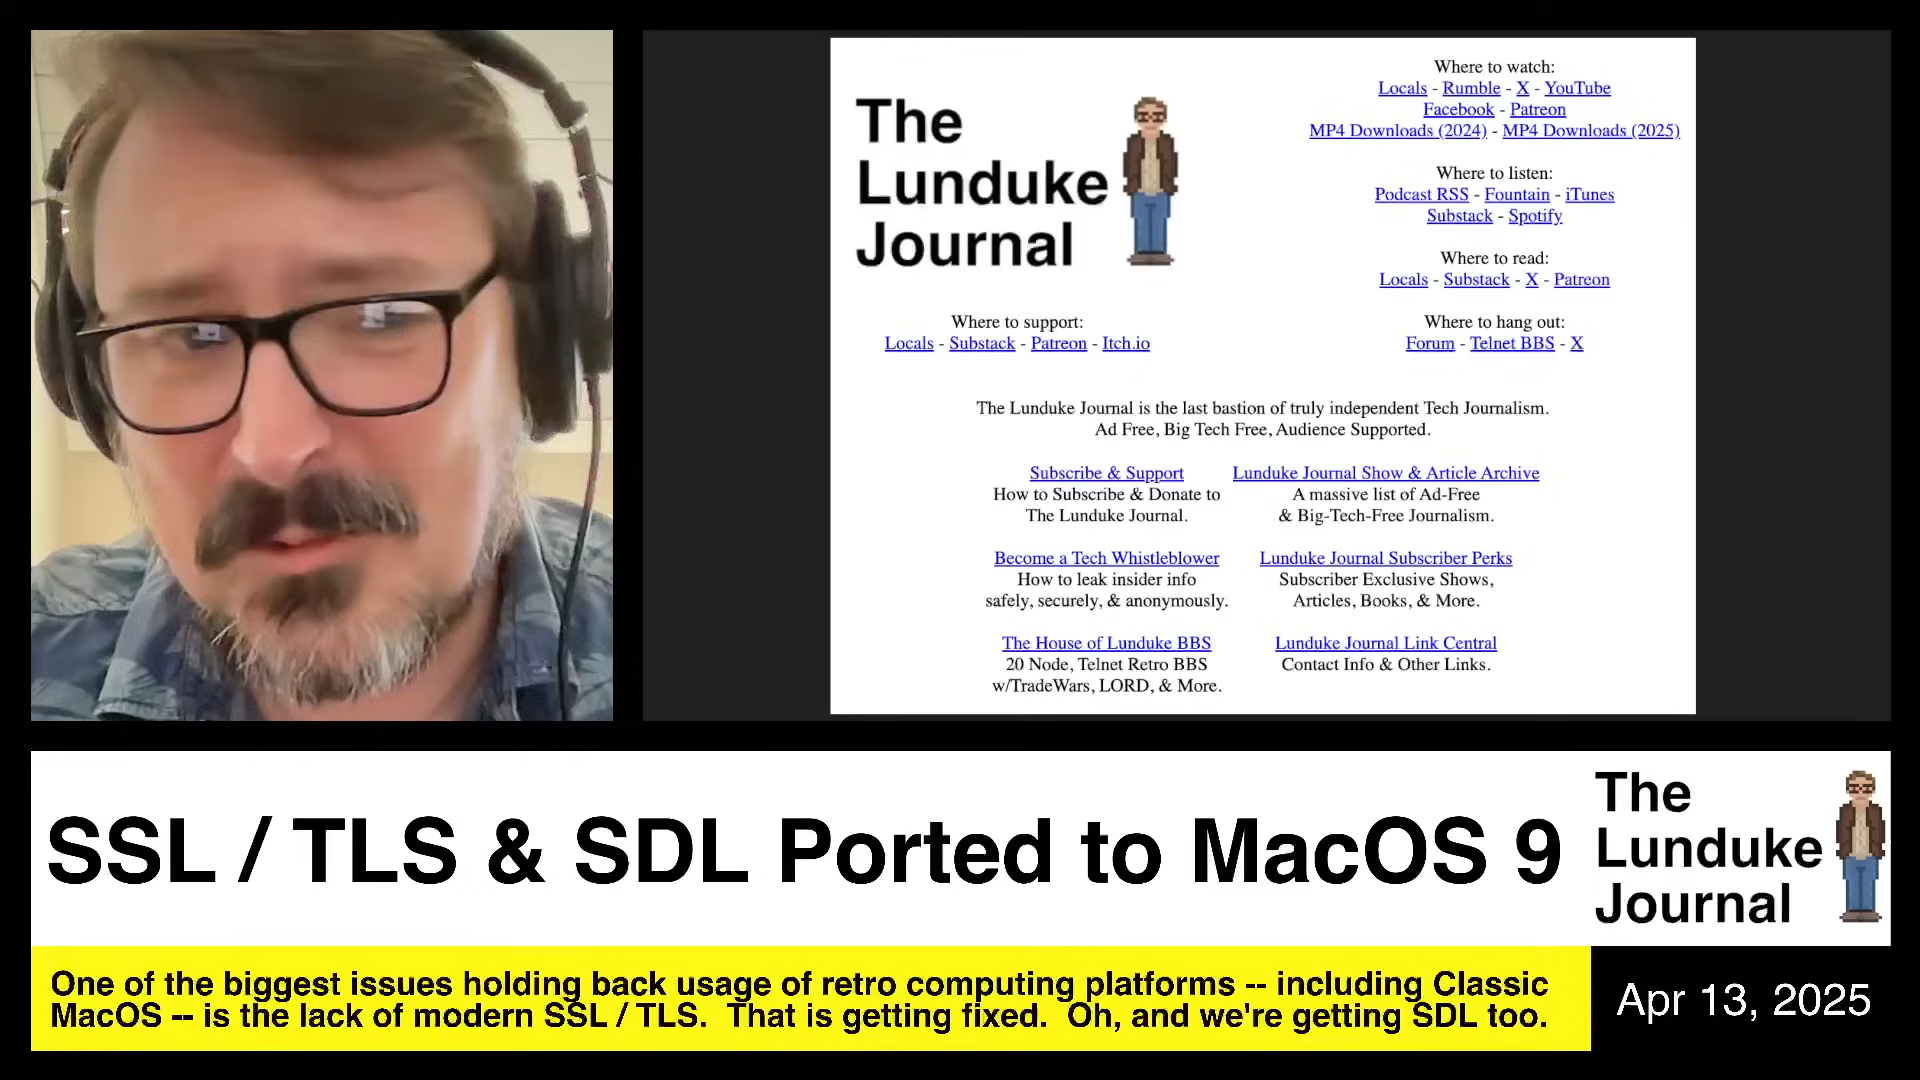 The
Lunduke
Journal
Where to support:
Locals - Substack - Patreon - Itch.io
Where to watch:
Locals - Rumble - X - YouTube
Facebook - Patreon
MP4 Downloads (2024) - MP4 Downloads (2025)
Where to listen:
Podcast RSS - Fountain - iTunes
Substack - Spotify
Where to read:
Locals - Substack - X - Patreon
Where to hang out:
Forum - Telnet BBS - X
The Lunduke Journal is the last bastion of truly independent Tech Journalism.
Ad Free, Big Tech Free, Audience Supported.
Subscribe & Support
How to Subscribe & Donate to
The Lunduke Journal.
Lunduke Journal Show & Article Archive
A massive list of Ad-Free
& Big-Tech-Free Journalism.
Become a Tech Whistleblower
How to leak insider info
safely, securely, & anonymously.
Lunduke Journal Subscriber Perks
Subscriber Exclusive Shows,
Articles, Books, & More.
The House of Lunduke BBS
20 Node, Telnet Retro BBS
w/TradeWars, LORD, & More.
Lunduke Journal Link Central
Contact Info & Other Links.
SSL / TLS & SDL Ported to MacOS 9
The
Lunduke
Journal
One of the biggest issues holding back usage of retro computing platforms -- including Classic
MacOS -- is the lack of modern SSL / TLS.  That is getting fixed.  Oh, and we're getting SDL too.
Apr 13, 2025